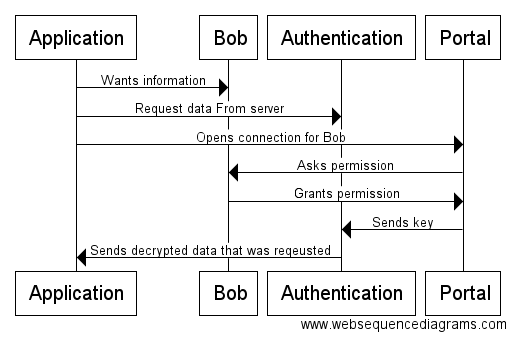 Application Bob Authentication Portal
Wants information
Request data From server
Opens connection for Bob
Asks permission
Grants permission
Sends key
Sends decrypted data that was reqeusted
Application Bob Authentication Portal
www.websequencediagrams.com